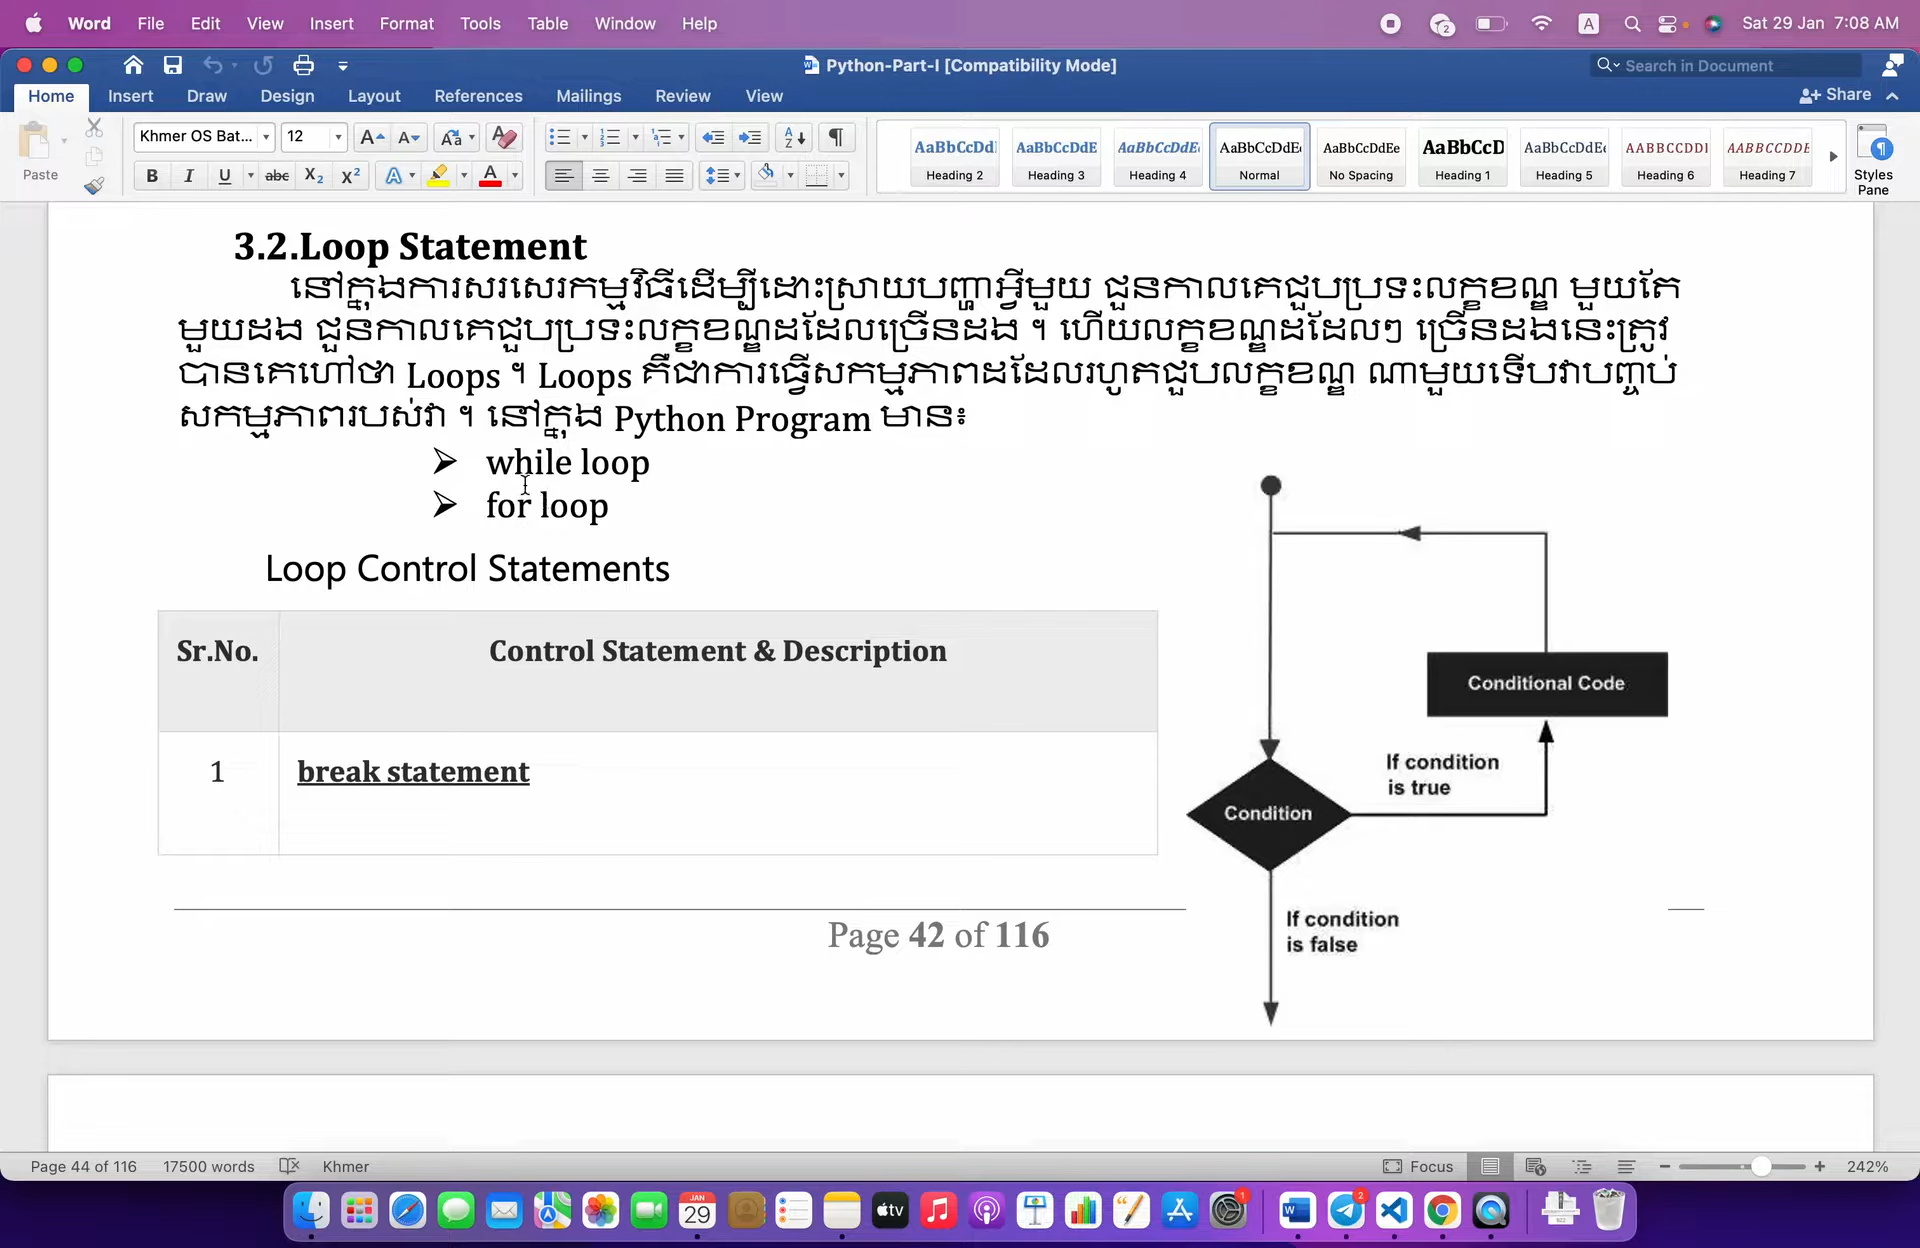 Word File Edit View Insert Format Tools Table Window Help
2 A Sat 29 Jan 7:08 AM
Python-Part-I [Compatibility Mode]
Search in Document
Home Insert Draw Design Layout References Mailings Review View
Share
Paste
Khmer OS Bat... 12
B I U abc X₂ X² A A
AaBbCcDdI AaBbCcDdE AaBbCcDdE AaBbCcDdEe AaBbCcDdEe AaBbCcD AaBbCcDdEe AABBCCDDI AABBCCDDE
Heading 2 Heading 3 Heading 4 Normal No Spacing Heading 1 Heading 5 Heading 6 Heading 7
Styles
Pane
3.2.Loop Statement
នៅក្នុងការសរសេរកម្មវិធីដើម្បីដោះស្រាយបញ្ហាអ្វីមួយ ជួនកាលគេជួបប្រទះលក្ខខណ្ឌ មួយតែ
មួយដង ជួនកាលគេជួបប្រទះលក្ខខណ្ឌដដែលច្រើនដង ។ ហើយលក្ខខណ្ឌដដែលៗ ច្រើនដងនេះត្រូវ
បានគេហៅថា Loops ។ Loops គឺជាការធ្វើសកម្មភាពដដែលរហូតជួបលក្ខខណ្ឌ ណាមួយទើបវាបញ្ចប់
សកម្មភាពរបស់វា ។ នៅក្នុង Python Program មាន៖
➢ while loop
➢ for loop
Loop Control Statements
Sr.No. Control Statement & Description
1 break statement
Conditional Code
If condition
is true
Condition
If condition
is false
Page 42 of 116
Page 44 of 116 17500 words Khmer Focus 242%
JAN
29
tv
1
2